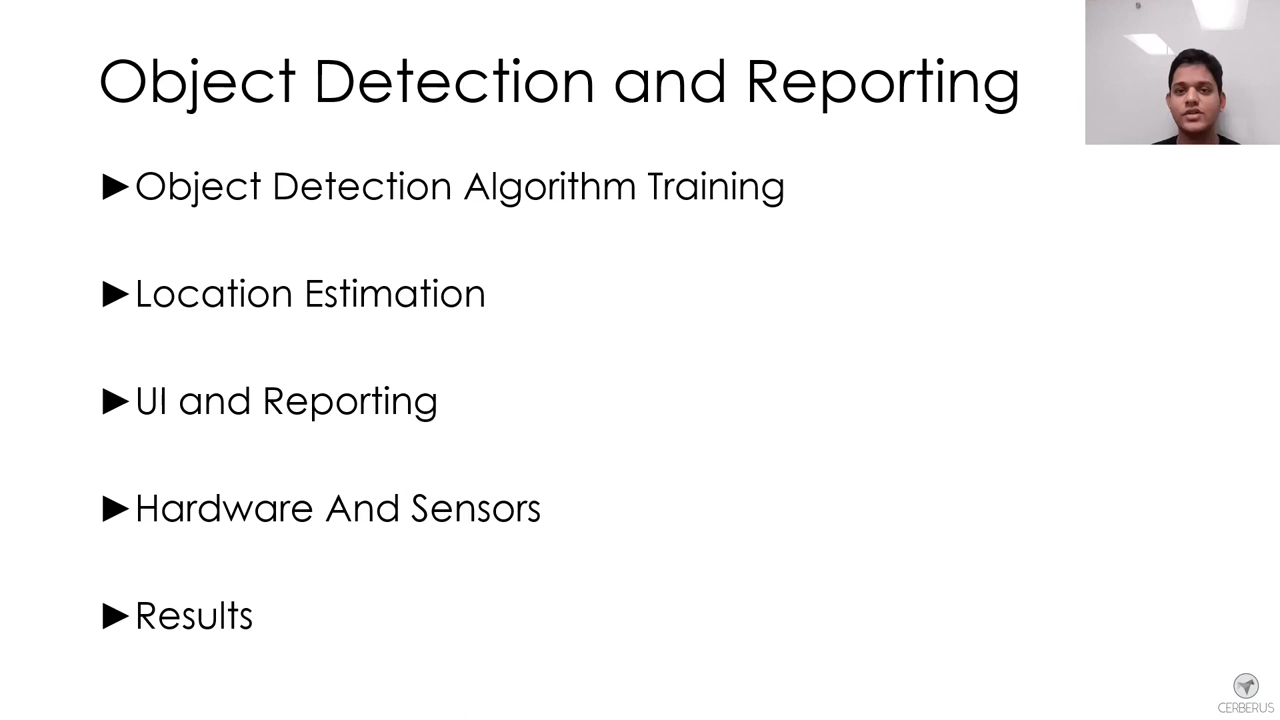 Object Detection and Reporting
►Object Detection Algorithm Training
►Location Estimation
►UI and Reporting
►Hardware And Sensors
►Results
CERBERUS